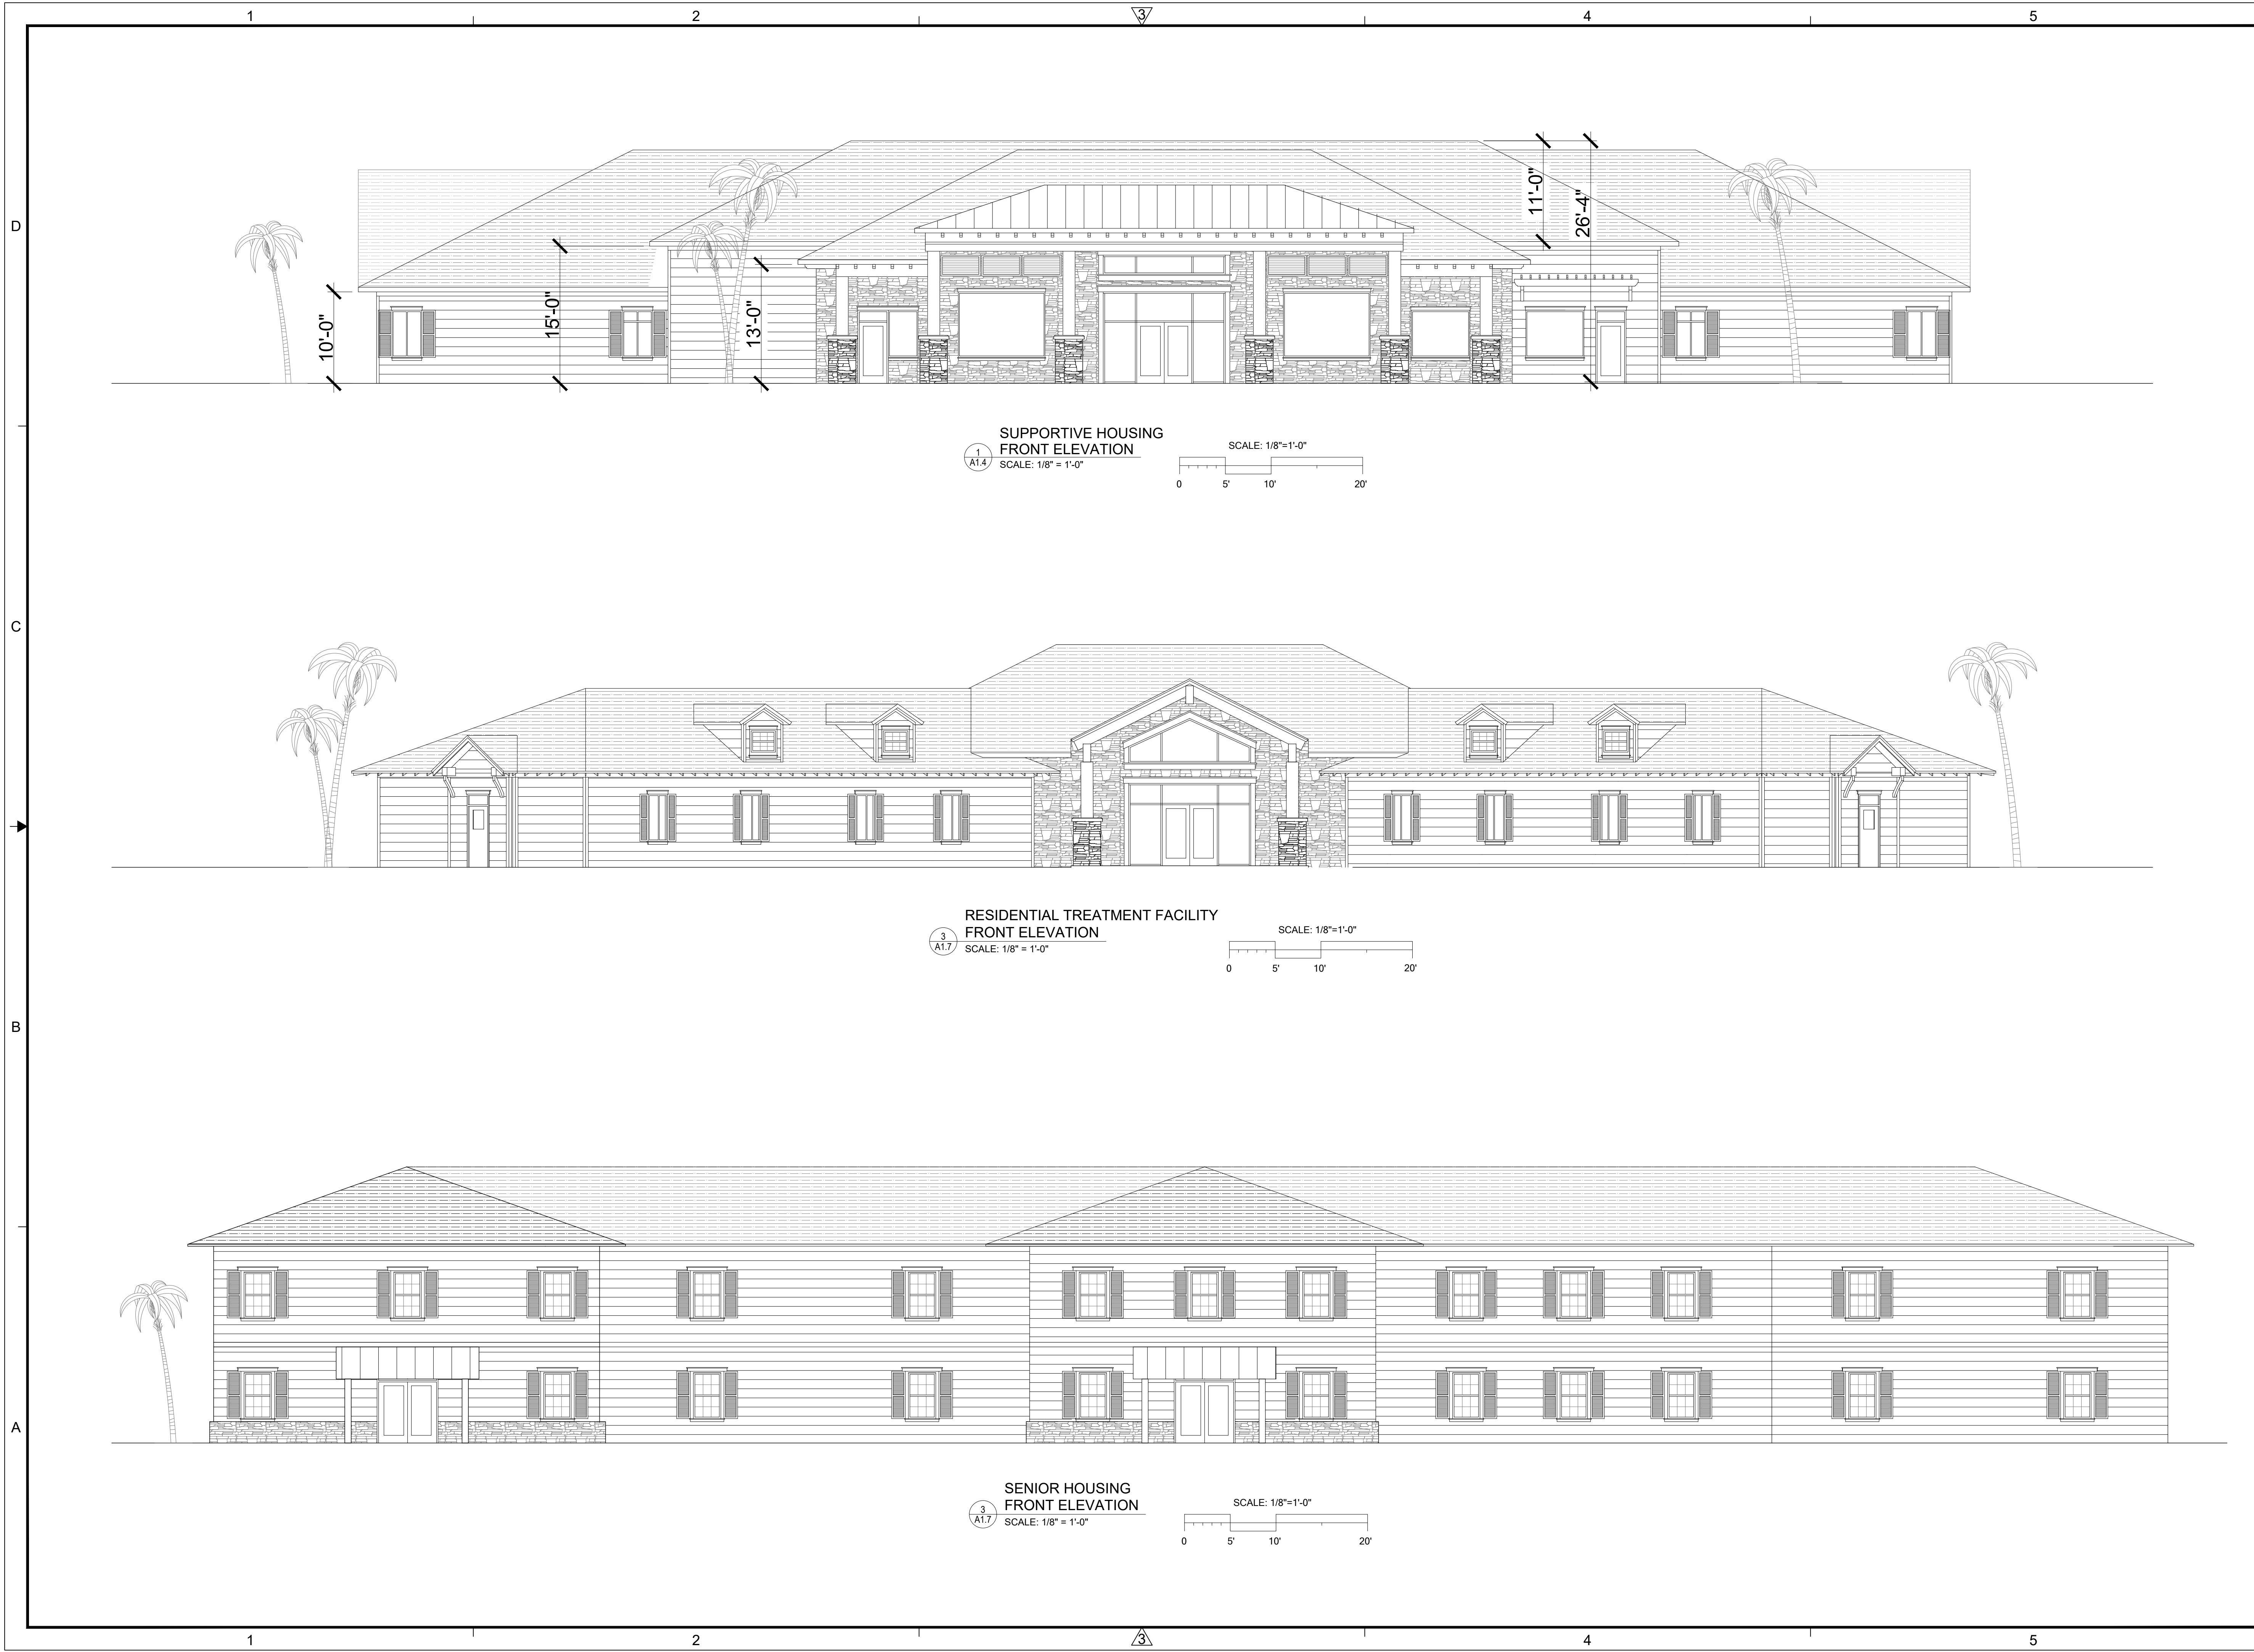 1 2 3 4 5
D
11'-0"
26'-4"
10'-0"
15'-0"
13'-0"
SUPPORTIVE HOUSING
FRONT ELEVATION
1
A1.4
SCALE: 1/8" = 1'-0"
SCALE: 1/8"=1'-0"
0 5' 10' 20'
C
RESIDENTIAL TREATMENT FACILITY
FRONT ELEVATION
3
A1.7
SCALE: 1/8" = 1'-0"
SCALE: 1/8"=1'-0"
0 5' 10' 20'
B
A
SENIOR HOUSING
FRONT ELEVATION
3
A1.7
SCALE: 1/8" = 1'-0"
SCALE: 1/8"=1'-0"
0 5' 10' 20'
1 2 3 4 5